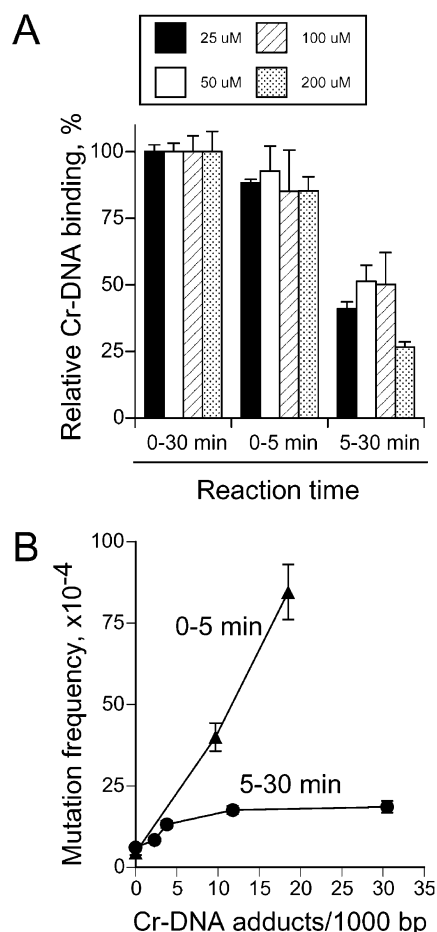 A
25 uM 100 uM
50 uM 200 uM
Relative Cr-DNA binding, %
100
75
50
25
0
0-30 min 0-5 min 5-30 min
Reaction time
B
Mutation frequency, x10-4
100
75
50
25
0
0-5 min
5-30 min
0 5 10 15 20 25 30 35
Cr-DNA adducts/1000 bp